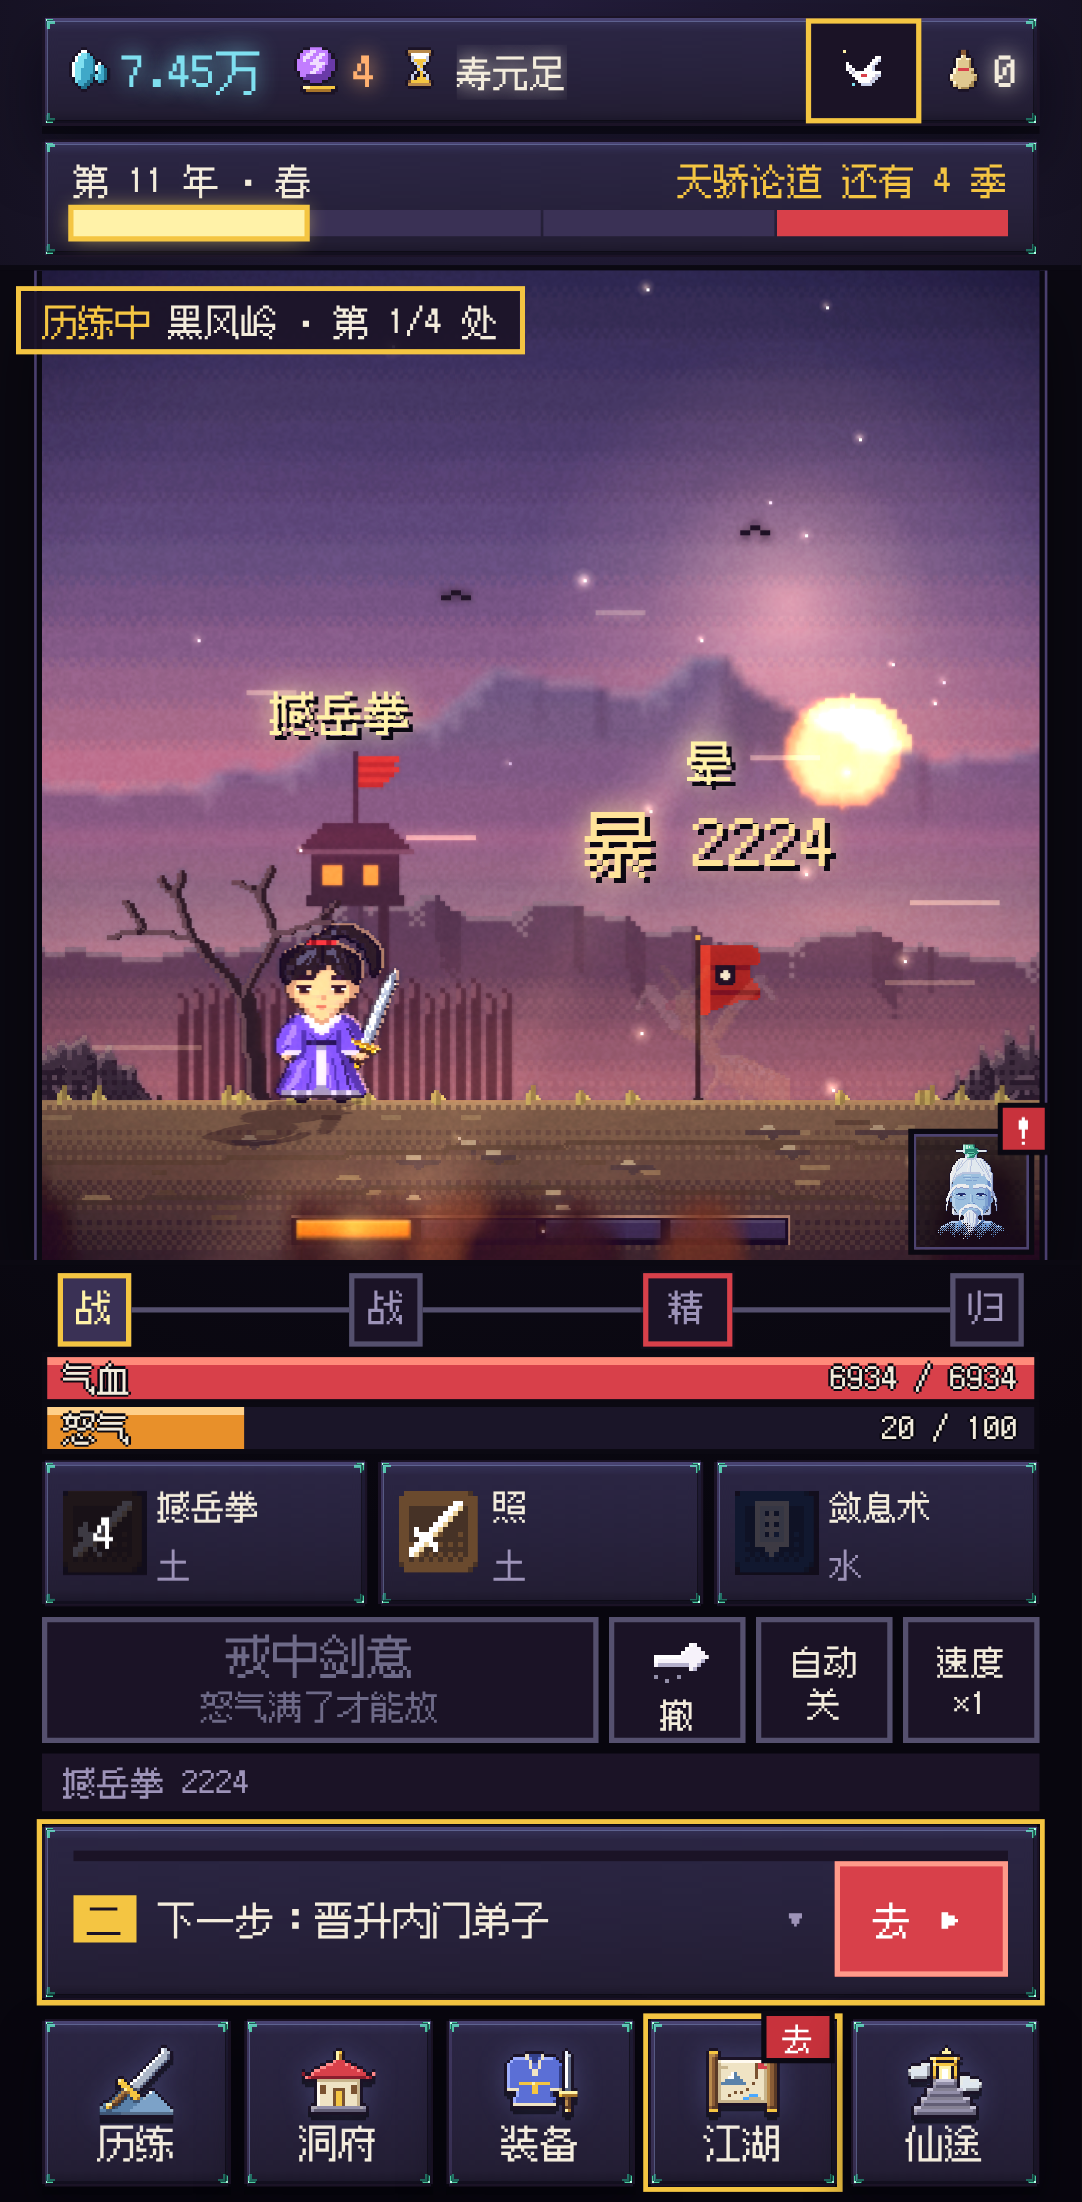 7.45万 4 寿元足 0
第 11 年 · 春
天骄论道 还有 4 季
历练中 黑风岭 · 第 1/4 处
撼岳拳
晕
暴 2224
!
战 战 精 归
气血 6934 / 6934
怒气 20 / 100
4 撼岳拳 土
照 土
敛息术 水
戒中剑意
怒气满了才能放
撤
自动
关
速度
×1
撼岳拳 2224
二 下一步：晋升内门弟子 ▼ 去 ▶
去
历练 洞府 装备 江湖 仙途